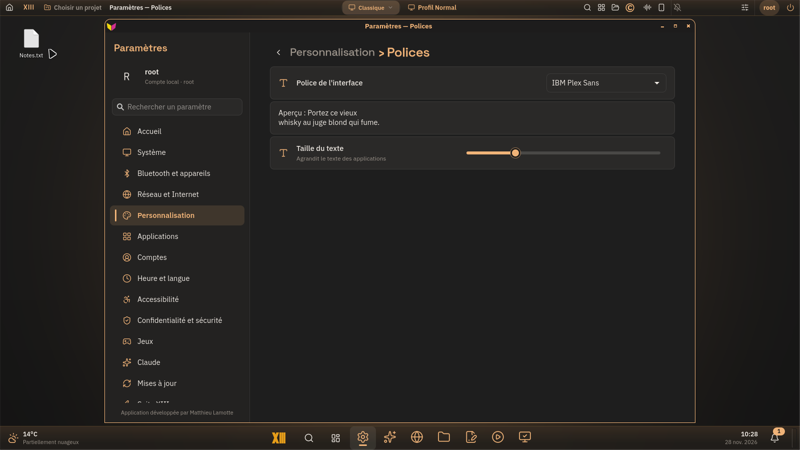 XIII
Choisir un projet
Paramètres — Polices
Classique
Profil Normal
root
Notes.txt
Paramètres — Polices
Paramètres
R
root
Compte local · root
Rechercher un paramètre
Accueil
Système
Bluetooth et appareils
Réseau et Internet
Personnalisation
Applications
Comptes
Heure et langue
Accessibilité
Confidentialité et sécurité
Jeux
Claude
Mises à jour
Application développée par Matthieu Lamotte
Personnalisation > Polices
Police de l'interface
IBM Plex Sans
Aperçu : Portez ce vieux
whisky au juge blond qui fume.
Taille du texte
Agrandit le texte des applications
14°C
Partiellement nuageux
XIII
10:28
28 nov. 2026
1